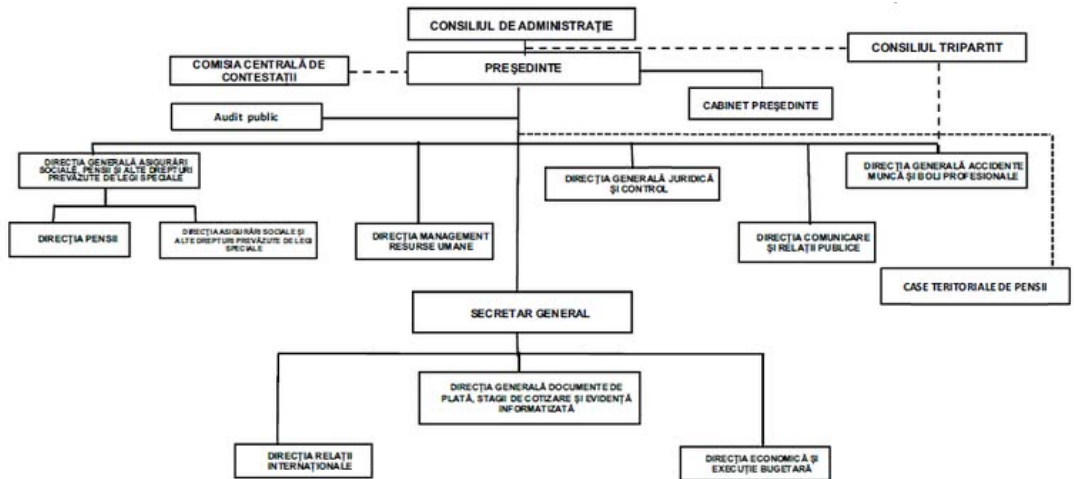 CONSILIUL DE ADMINISTRAȚIE
CONSILIUL TRIPARTIT
COMISIA CENTRALĂ DE
CONTESTAȚII
PREȘEDINTE
CABINET PREȘEDINTE
Audit public
DIRECȚIA GENERALĂ ASIGURĂRI
SOCIALE, PENSII ȘI ALTE DREPTURI
PREVĂZUTE DE LEGI SPECIALE
DIRECȚIA GENERALĂ JURIDICĂ
ȘI CONTROL
DIRECȚIA GENERALĂ ACCIDENTE
MUNCĂ ȘI BOLI PROFESIONALE
DIRECȚIA PENSII
DIRECȚIA ASIGURĂRI SOCIALE ȘI
ALTE DREPTURI PREVĂZUTE DE LEGI
SPECIALE
DIRECȚIA MANAGEMENT
RESURSE UMANE
DIRECȚIA COMUNICARE
ȘI RELAȚII PUBLICE
CASE TERITORIALE DE PENSII
SECRETAR GENERAL
DIRECȚIA GENERALĂ DOCUMENTE DE
PLATĂ, STAGII DE COTIZARE ȘI EVIDENȚĂ
INFORMATIZATĂ
DIRECȚIA RELAȚII
INTERNAȚIONALE
DIRECȚIA ECONOMICĂ ȘI
EXECUȚIE BUGETARĂ